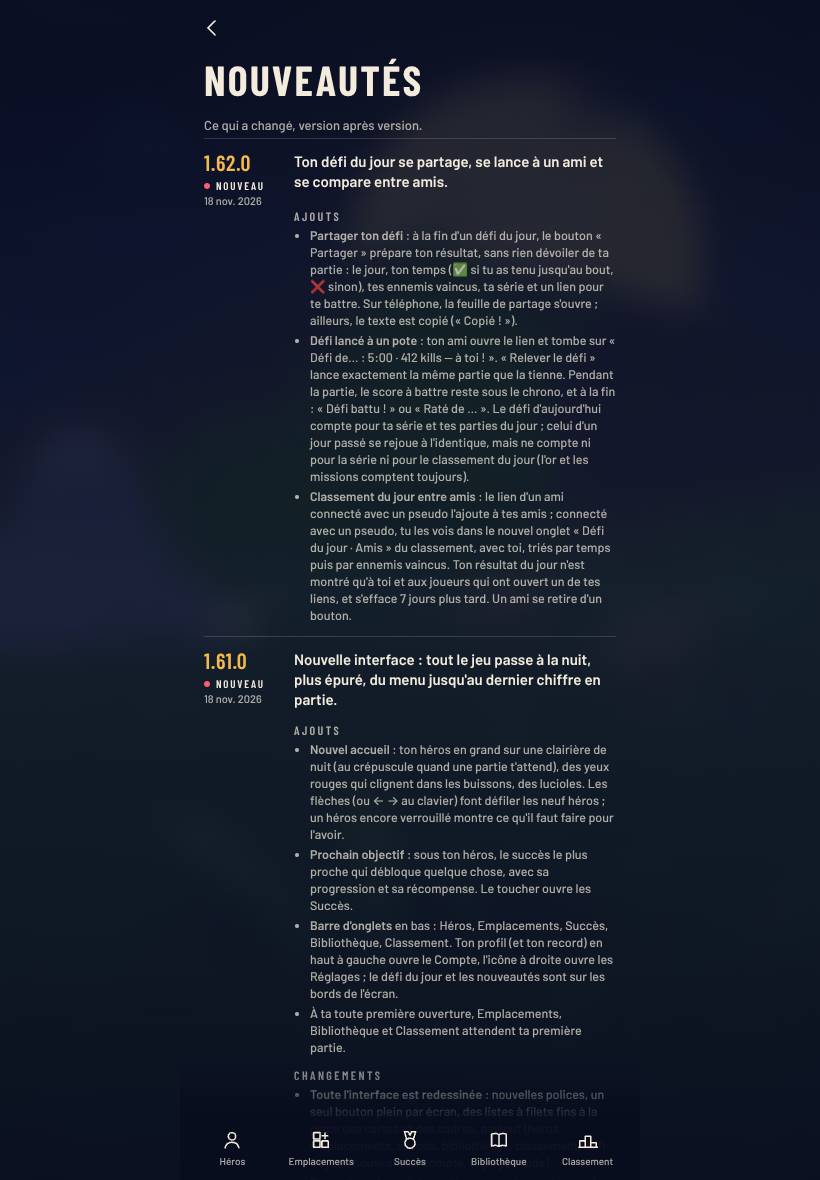 NOUVEAUTÉS
Ce qui a changé, version après version.
1.62.0
NOUVEAU
18 nov. 2026
Ton défi du jour se partage, se lance à un ami et
se compare entre amis.
AJOUTS
• Partager ton défi : à la fin d'un défi du jour, le bouton «
Partager » prépare ton résultat, sans rien dévoiler de ta
partie : le jour, ton temps (✅ si tu as tenu jusqu'au bout,
❌ sinon), tes ennemis vaincus, ta série et un lien pour
te battre. Sur téléphone, la feuille de partage s'ouvre ;
ailleurs, le texte est copié (« Copié ! »).
• Défi lancé à un pote : ton ami ouvre le lien et tombe sur «
Défi de... : 5:00 · 412 kills — à toi ! ». « Relever le défi »
lance exactement la même partie que la tienne. Pendant
la partie, le score à battre reste sous le chrono, et à la fin
: « Défi battu ! » ou « Raté de ... ». Le défi d'aujourd'hui
compte pour ta série et tes parties du jour ; celui d'un
jour passé se rejoue à l'identique, mais ne compte ni
pour la série ni pour le classement du jour (l'or et les
missions comptent toujours).
• Classement du jour entre amis : le lien d'un ami
connecté avec un pseudo l'ajoute à tes amis ; connecté
avec un pseudo, tu les vois dans le nouvel onglet « Défi
du jour · Amis » du classement, avec toi, triés par temps
puis par ennemis vaincus. Ton résultat du jour n'est
montré qu'à toi et aux joueurs qui ont ouvert un de tes
liens, et s'efface 7 jours plus tard. Un ami se retire d'un
bouton.
1.61.0
NOUVEAU
18 nov. 2026
Nouvelle interface : tout le jeu passe à la nuit,
plus épuré, du menu jusqu'au dernier chiffre en
partie.
AJOUTS
• Nouvel accueil : ton héros en grand sur une clairière de
nuit (au crépuscule quand une partie t'attend), des yeux
rouges qui clignent dans les buissons, des lucioles. Les
flèches (ou ← → au clavier) font défiler les neuf héros ;
un héros encore verrouillé montre ce qu'il faut faire pour
l'avoir.
• Prochain objectif : sous ton héros, le succès le plus
proche qui débloque quelque chose, avec sa
progression et sa récompense. Le toucher ouvre les
Succès.
• Barre d'onglets en bas : Héros, Emplacements, Succès,
Bibliothèque, Classement. Ton profil (et ton record) en
haut à gauche ouvre le Compte, l'icône à droite ouvre les
Réglages ; le défi du jour et les nouveautés sont sur les
bords de l'écran.
• À ta toute première ouverture, Emplacements,
Bibliothèque et Classement attendent ta première
partie.
CHANGEMENTS
• Toute l'interface est redessinée : nouvelles polices, un
seul bouton plein par écran, des listes à filets fins à la
Héros
Emplacements
Succès
Bibliothèque
Classement